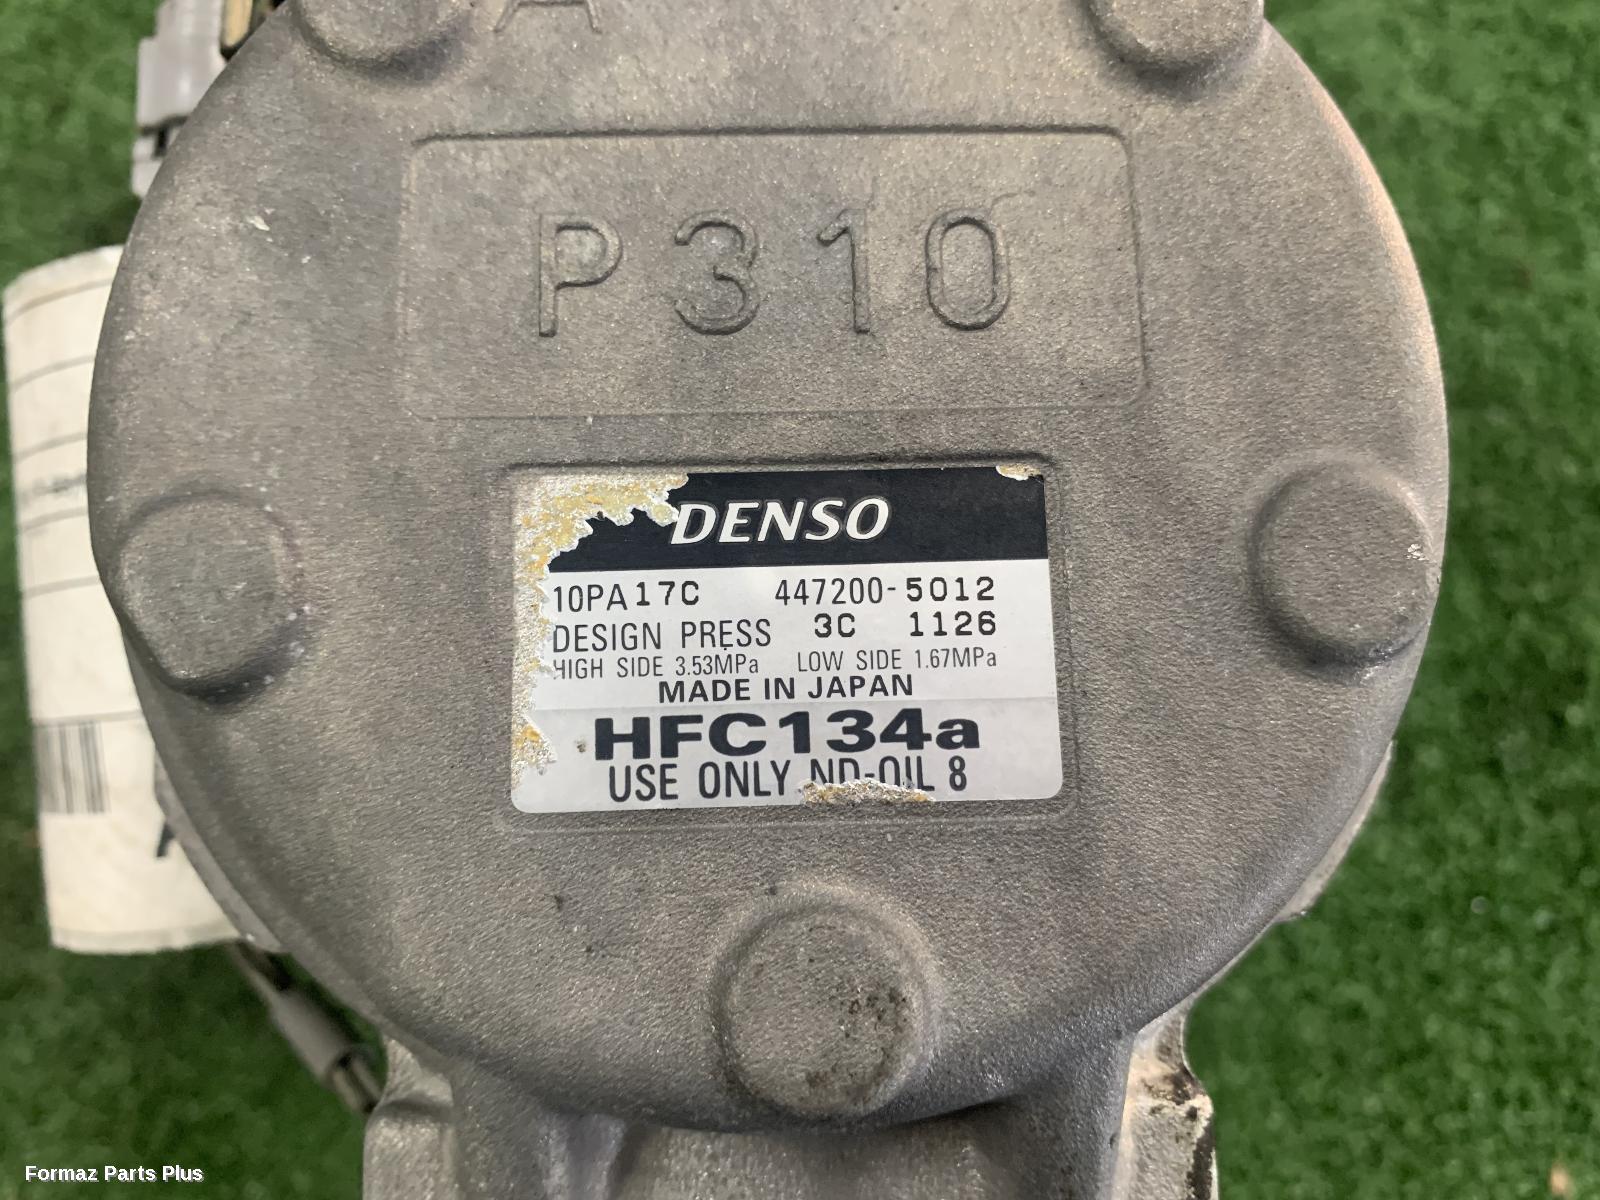 A
P310
DENSO
10PA17C 447200-5012
DESIGN PRESS 3C 1126
HIGH SIDE 3.53MPa LOW SIDE 1.67MPa
MADE IN JAPAN
HFC134a
USE ONLY ND-OIL 8
Formaz Parts Plus